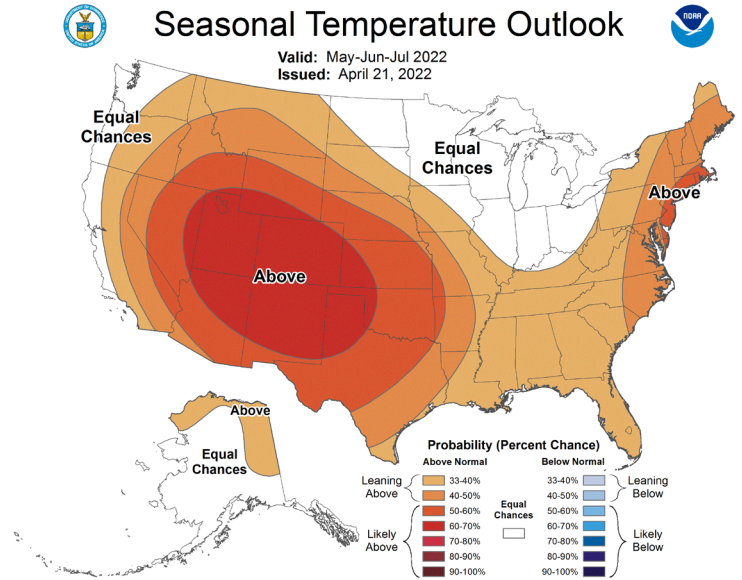 Seasonal Temperature Outlook
NOAA
Valid: May-Jun-Jul 2022
Issued: April 21, 2022
Equal
Chances
Equal
Chances
Above
Above
Above
Equal
Chances
Probability (Percent Chance)
Above Normal
Below Normal
Leaning
Above
33-40%
40-50%
Likely
Above
50-60%
60-70%
70-80%
80-90%
90-100%
Equal
Chances
33-40%
40-50%
Leaning
Below
50-60%
60-70%
70-80%
80-90%
90-100%
Likely
Below